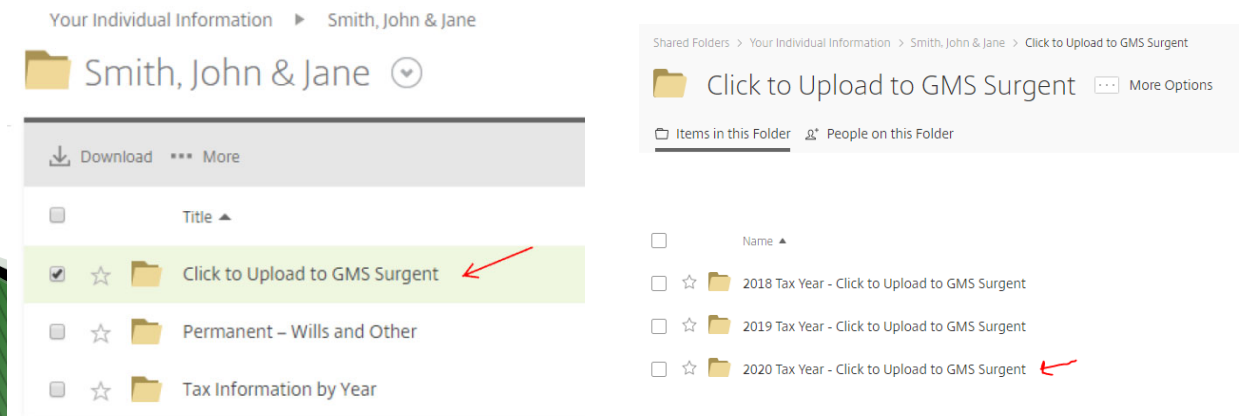 Your Individual Information ▶ Smith, John & Jane
Smith, John & Jane
Download ▪▪▪ More
Title ▲
Click to Upload to GMS Surgent
Permanent – Wills and Other
Tax Information by Year
Shared Folders > Your Individual Information > Smith, John & Jane > Click to Upload to GMS Surgent
Click to Upload to GMS Surgent ··· More Options
Items in this Folder People on this Folder
Name ▲
2018 Tax Year - Click to Upload to GMS Surgent
2019 Tax Year - Click to Upload to GMS Surgent
2020 Tax Year - Click to Upload to GMS Surgent